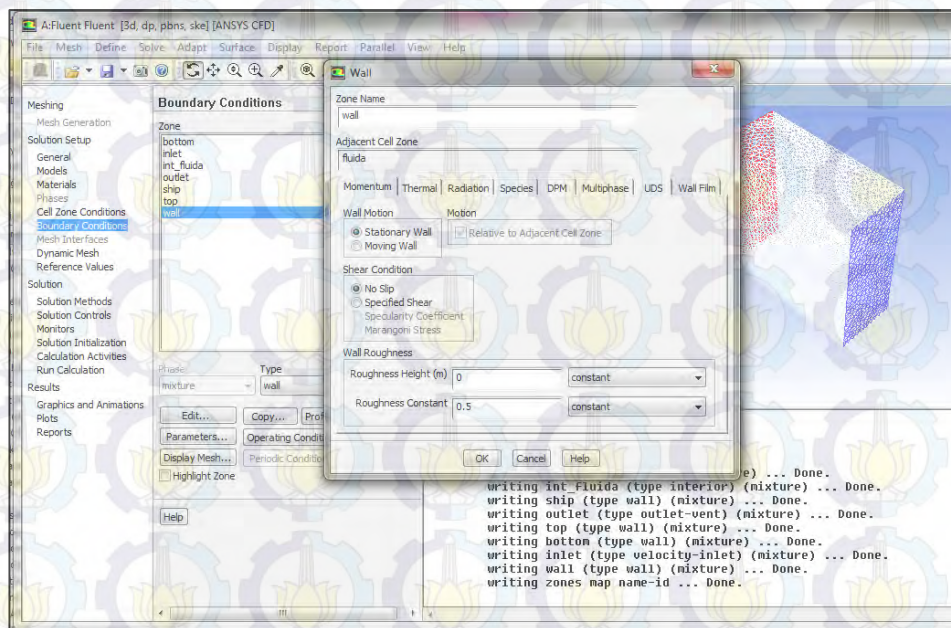 A:Fluent Fluent [3d, dp, pbns, ske] [ANSYS CFD]
File Mesh Define Solve Adapt Surface Display Report Parallel View Help
Meshing
Mesh Generation
Solution Setup
General
Models
Materials
Phases
Cell Zone Conditions
Boundary Conditions
Mesh Interfaces
Dynamic Mesh
Reference Values
Solution
Solution Methods
Solution Controls
Monitors
Solution Initialization
Calculation Activities
Run Calculation
Results
Graphics and Animations
Plots
Reports
Boundary Conditions
Zone
bottom
inlet
int_fluida
outlet
ship
top
wall
Phase Type
mixture wall
Edit... Copy... Prof
Parameters... Operating Conditi
Display Mesh... Periodic Condition
Highlight Zone
Help
Wall
Zone Name
wall
Adjacent Cell Zone
fluida
Momentum Thermal Radiation Species DPM Multiphase UDS Wall Film
Wall Motion Motion
Stationary Wall Relative to Adjacent Cell Zone
Moving Wall
Shear Condition
No Slip
Specified Shear
Specularity Coefficient
Marangoni Stress
Wall Roughness
Roughness Height (m) 0 constant
Roughness Constant 0.5 constant
OK Cancel Help
e) ... Done.
writing int_fluida (type interior) (mixture) ... Done.
writing ship (type wall) (mixture) ... Done.
writing outlet (type outlet-vent) (mixture) ... Done.
writing top (type wall) (mixture) ... Done.
writing bottom (type wall) (mixture) ... Done.
writing inlet (type velocity-inlet) (mixture) ... Done.
writing wall (type wall) (mixture) ... Done.
writing zones map name-id ... Done.